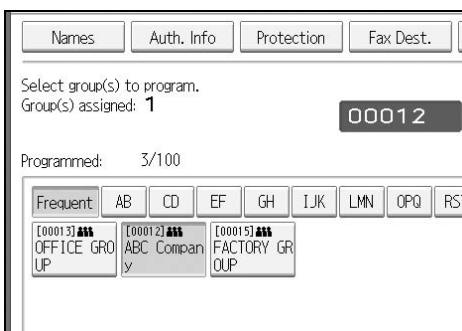 Names Auth. Info Protection Fax Dest.
Select group(s) to program.
Group(s) assigned: 1
00012
Programmed: 3/100
Frequent AB CD EF GH IJK LMN OPQ RS
[00013] [00012] [00015]
OFFICE GRO ABC Compan FACTORY GR
UP y OUP